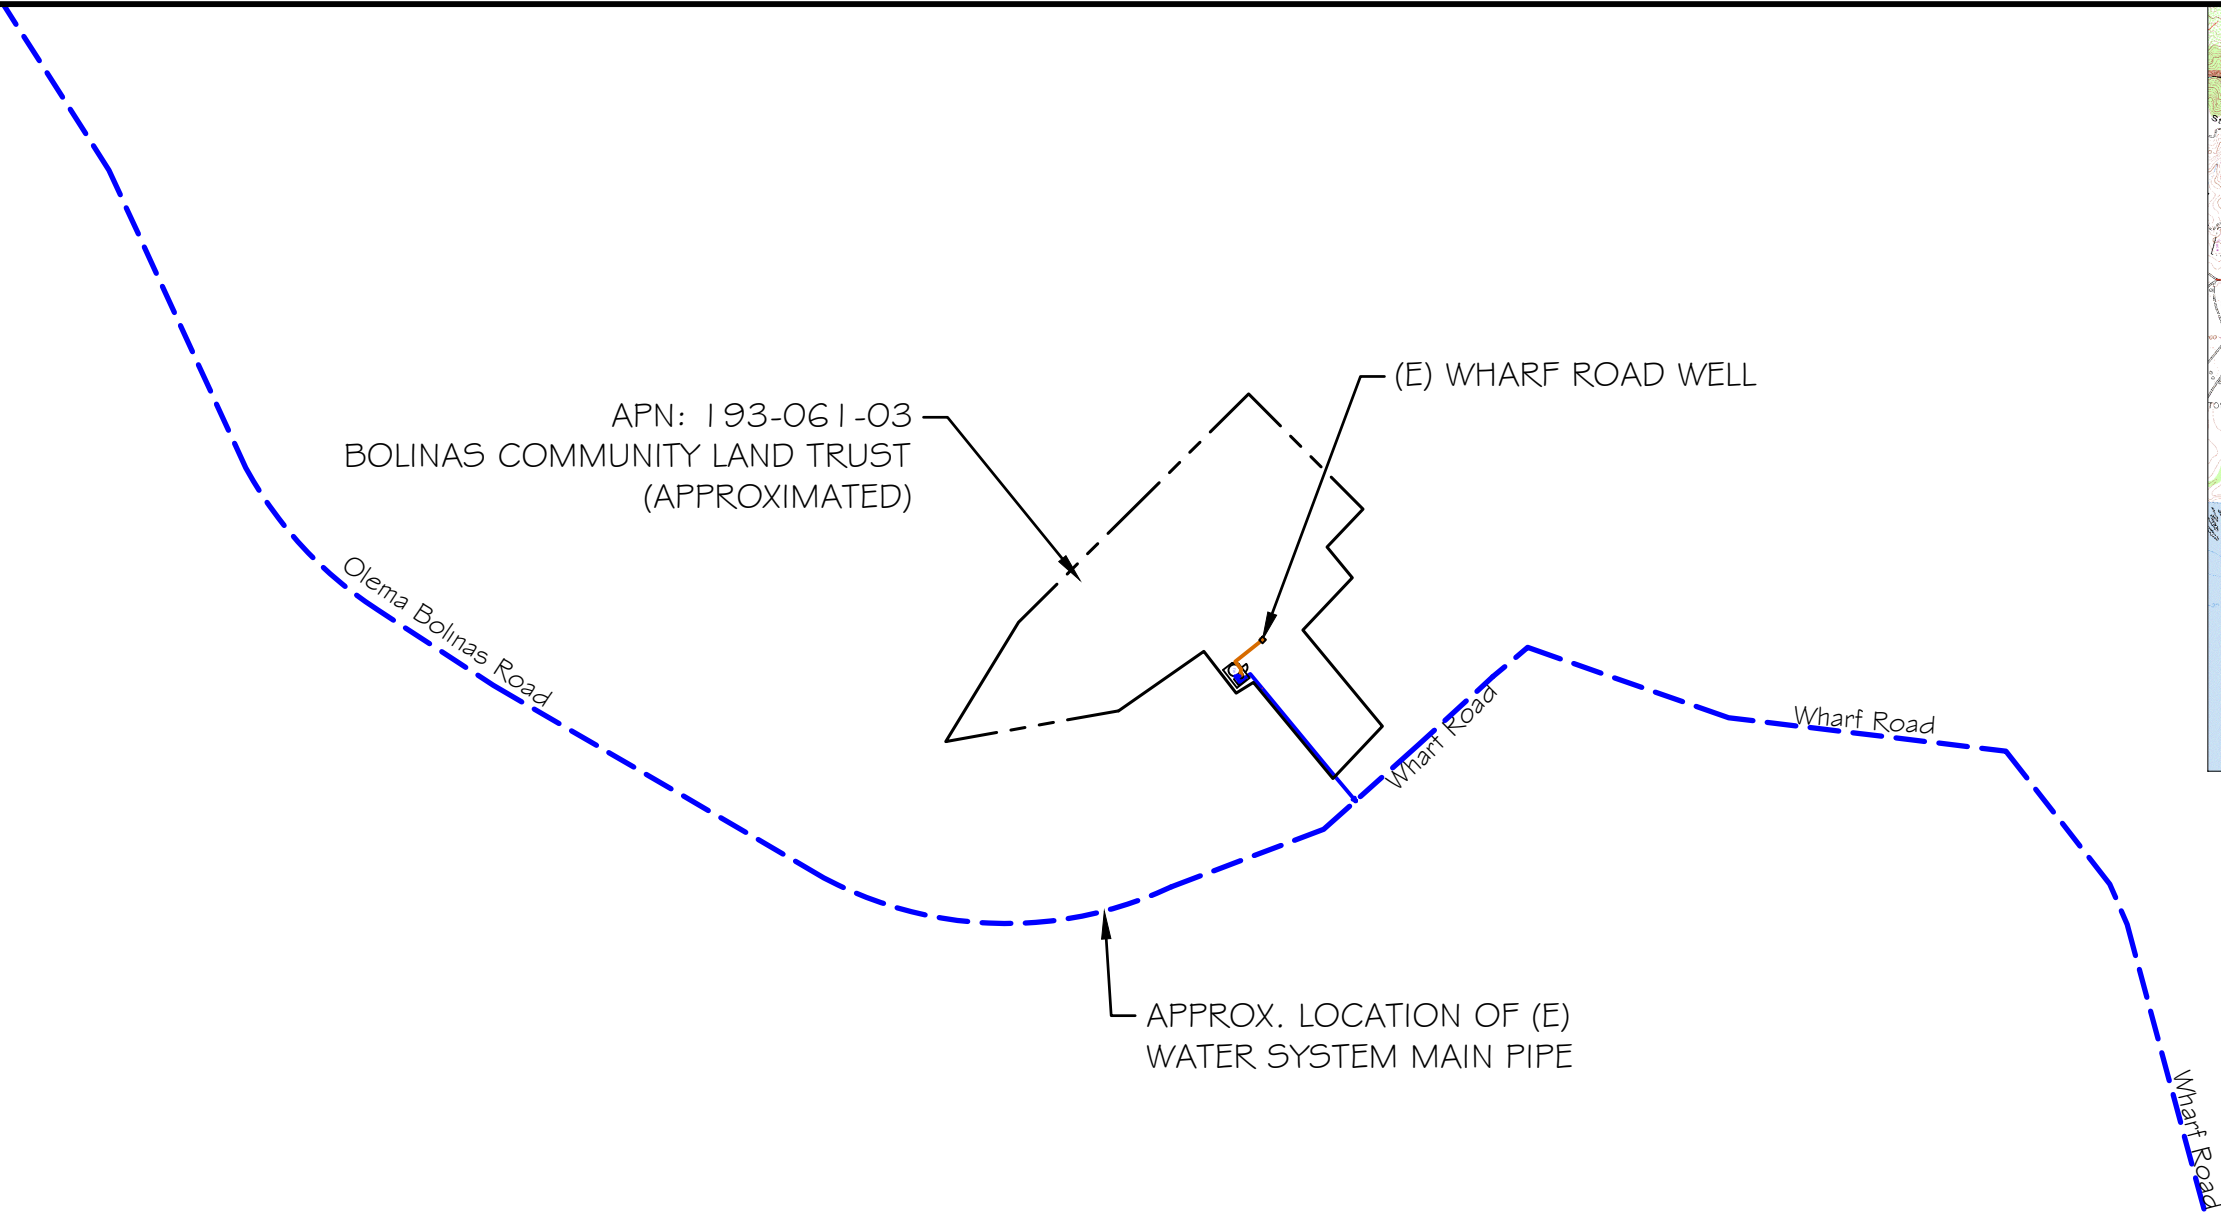 (E) WHARF ROAD WELL
APN: 193-061-03
BOLINAS COMMUNITY LAND TRUST
(APPROXIMATED)
Olema Bolinas Road
Wharf Road
Wharf Road
APPROX. LOCATION OF (E)
WATER SYSTEM MAIN PIPE
Wharf Road